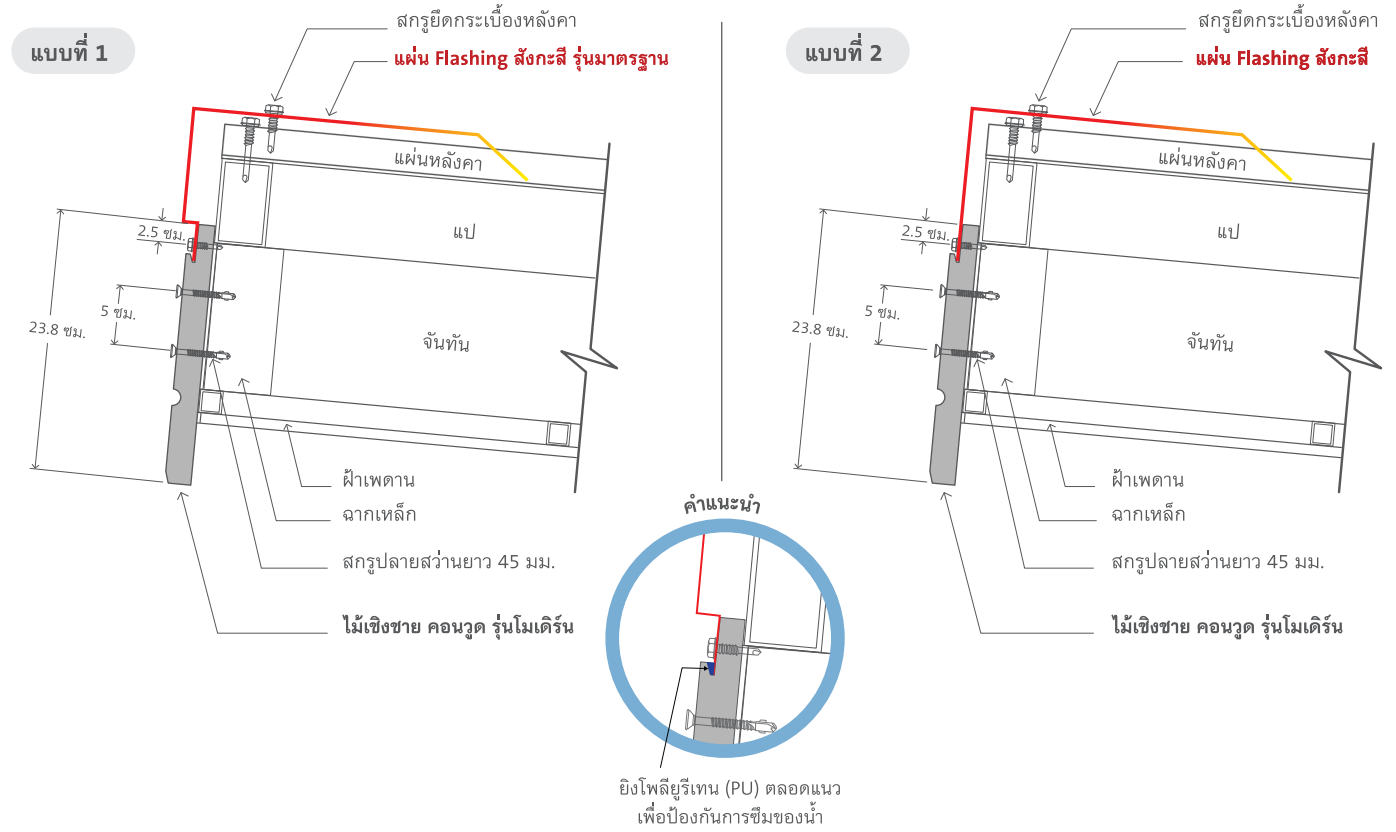 แบบที่ 1
สกรูยึดกระเบื้องหลังคา
แผ่น Flashing สังกะสี รุ่นมาตรฐาน
แผ่นหลังคา
แป
2.5 ซม.
5 ซม.
23.8 ซม.
จันทัน
ฝ้าเพดาน
ฉากเหล็ก
สกรูปลายสว่านยาว 45 มม.
ไม้เชิงชาย คอนวูด รุ่นโมเดิร์น
แบบที่ 2
สกรูยึดกระเบื้องหลังคา
แผ่น Flashing สังกะสี
แผ่นหลังคา
แป
2.5 ซม.
5 ซม.
23.8 ซม.
จันทัน
ฝ้าเพดาน
ฉากเหล็ก
สกรูปลายสว่านยาว 45 มม.
ไม้เชิงชาย คอนวูด รุ่นโมเดิร์น
คำแนะนำ
ยิงโพลียูรีเทน (PU) ตลอดแนว
เพื่อป้องกันการซึมของน้ำ